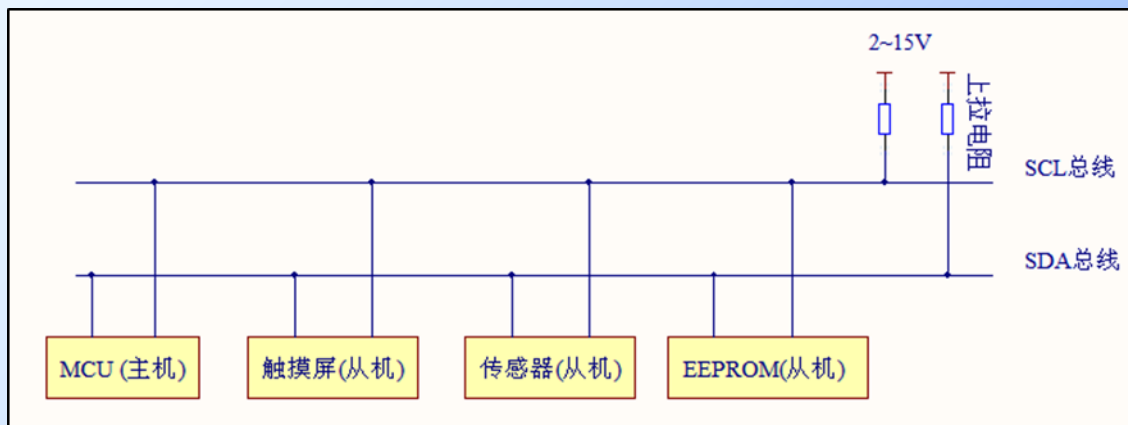 2~15V
上拉电阻
SCL总线
SDA总线
MCU (主机)
触摸屏(从机)
传感器(从机)
EEPROM(从机)